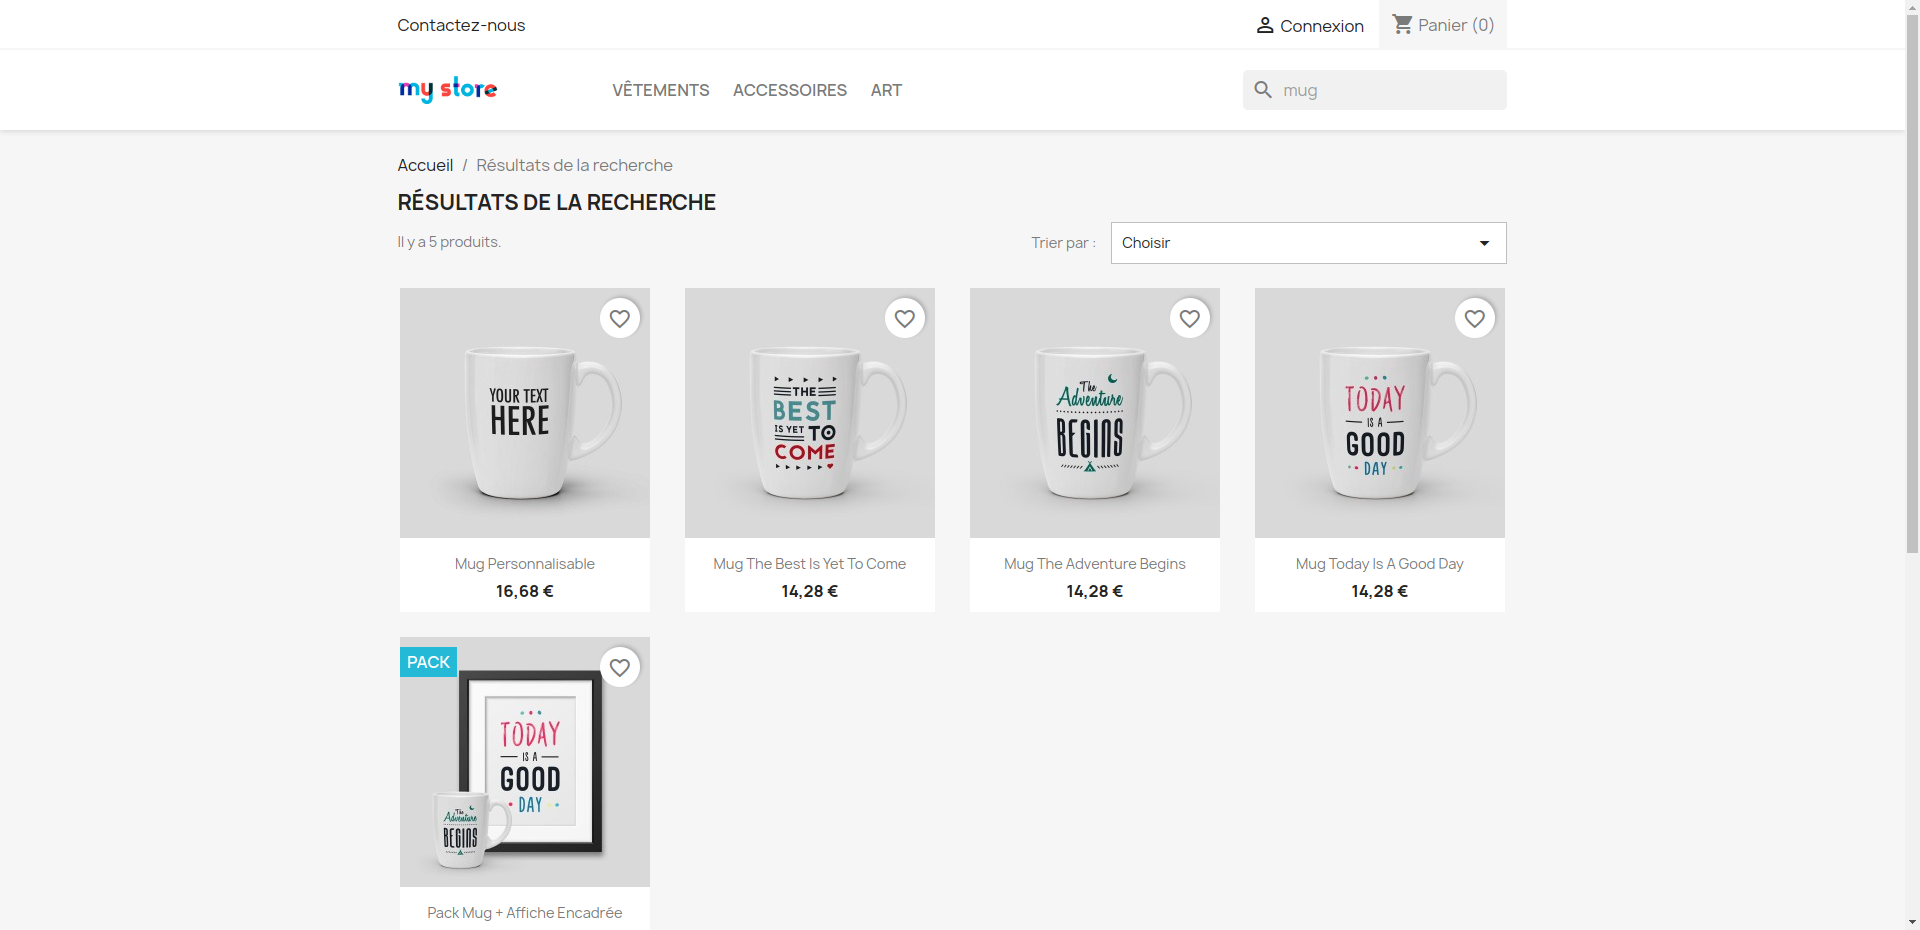 Contactez-nous
Connexion
Panier (0)
my store
VÊTEMENTS
ACCESSOIRES
ART
mug
Accueil / Résultats de la recherche
RÉSULTATS DE LA RECHERCHE
Il y a 5 produits.
Trier par :
Choisir
YOUR TEXT
HERE
THE
BEST
IS YET TO
COME
The
Adventure
BEGINS
TODAY
IS A
GOOD
DAY
Mug Personnalisable
16,68 €
Mug The Best Is Yet To Come
14,28 €
Mug The Adventure Begins
14,28 €
Mug Today Is A Good Day
14,28 €
PACK
TODAY
IS A
GOOD
DAY
The
Adventure
BEGINS
Pack Mug + Affiche Encadrée